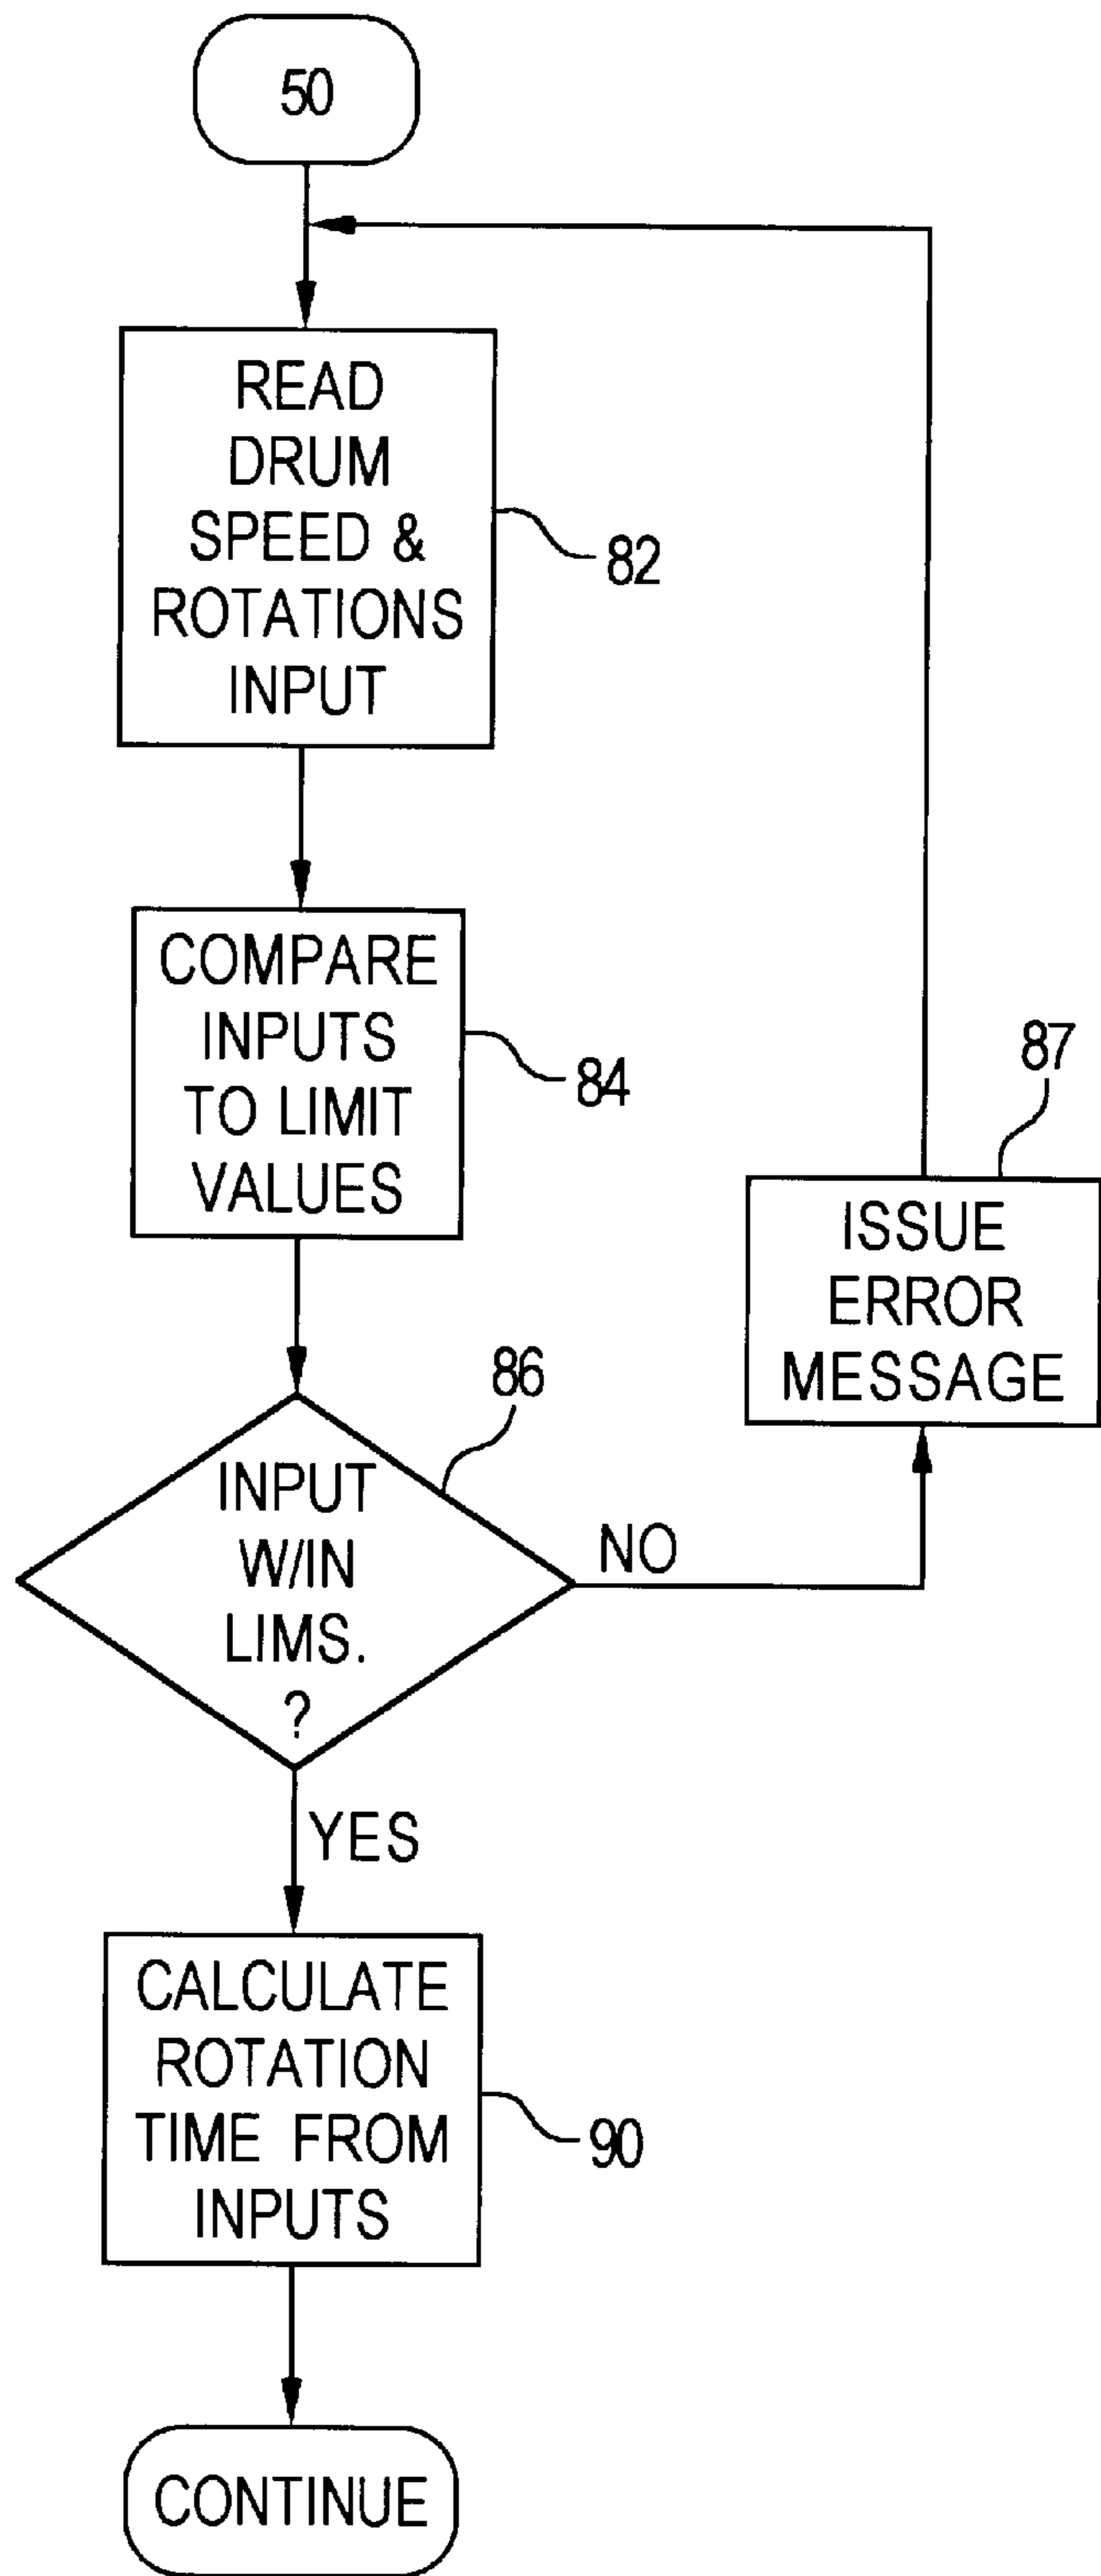 50
READ
DRUM
SPEED &
ROTATIONS
INPUT
82
COMPARE
INPUTS
TO LIMIT
VALUES
84
87
ISSUE
ERROR
MESSAGE
86
INPUT
W/IN
LIMS.
?
NO
YES
CALCULATE
ROTATION
TIME FROM
INPUTS
90
CONTINUE